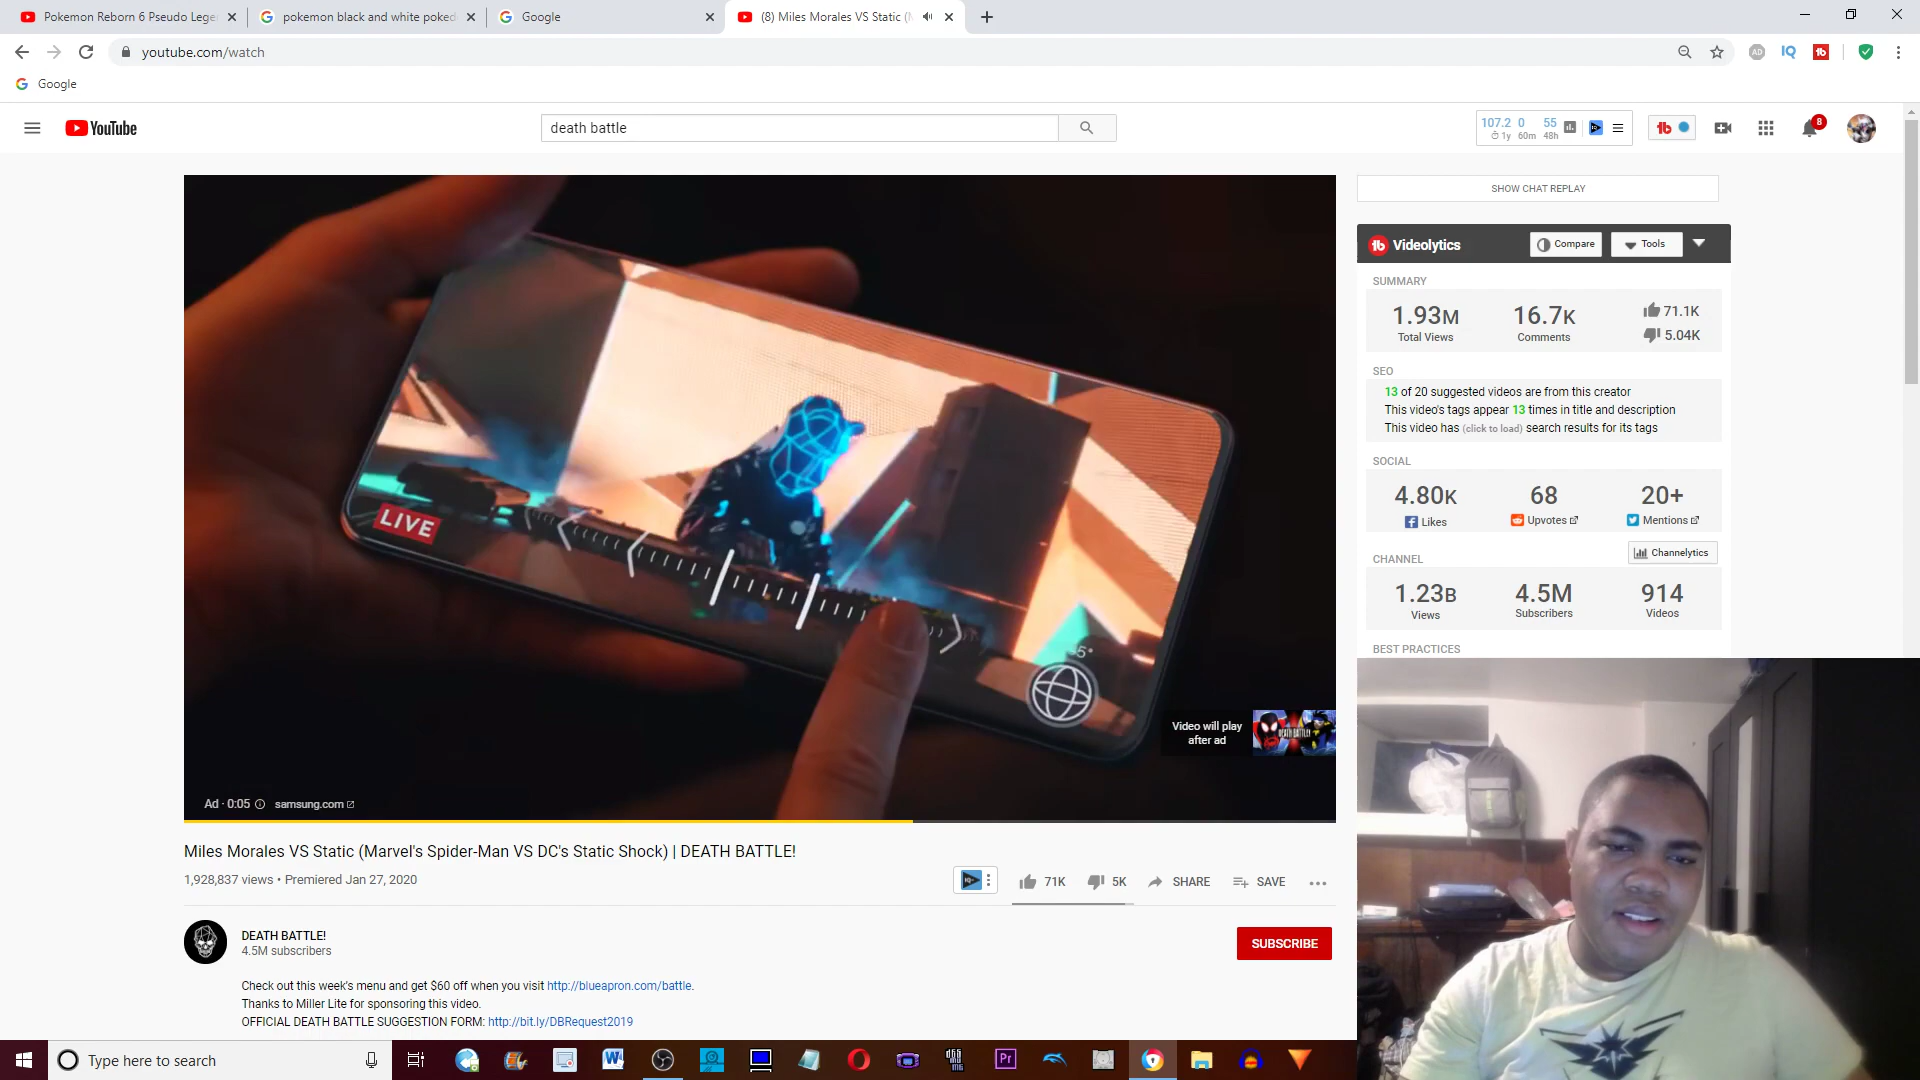 Pokemon Reborn 6 Pseudo Lege
pokemon black and white poked
Google
(8) Miles Morales VS Static (
youtube.com/watch
Google
YouTube
death battle
107.2 0 55
1y 60m 48h
8
SHOW CHAT REPLAY
Videolytics
Compare
Tools
SUMMARY
1.93M
Total Views
16.7K
Comments
71.1K
5.04K
SEO
13 of 20 suggested videos are from this creator
This video's tags appear 13 times in title and description
This video has (click to load) search results for its tags
SOCIAL
4.80K
Likes
68
Upvotes
20+
Mentions
CHANNEL
Channelytics
1.23B
Views
4.5M
Subscribers
914
Videos
BEST PRACTICES
LIVE
Video will play
after ad
DEATH BATTLE!
Ad · 0:05
samsung.com
Miles Morales VS Static (Marvel's Spider-Man VS DC's Static Shock) | DEATH BATTLE!
1,928,837 views • Premiered Jan 27, 2020
71K
5K
SHARE
SAVE
DEATH BATTLE!
4.5M subscribers
SUBSCRIBE
Check out this week's menu and get $60 off when you visit http://blueapron.com/battle.
Thanks to Miller Lite for sponsoring this video.
OFFICIAL DEATH BATTLE SUGGESTION FORM: http://bit.ly/DBRequest2019
Type here to search